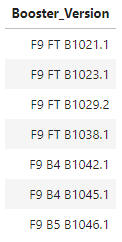 Booster_Version
F9 FT B1021.1
F9 FT B1023.1
F9 FT B1029.2
F9 FT B1038.1
F9 B4 B1042.1
F9 B4 B1045.1
F9 B5 B1046.1